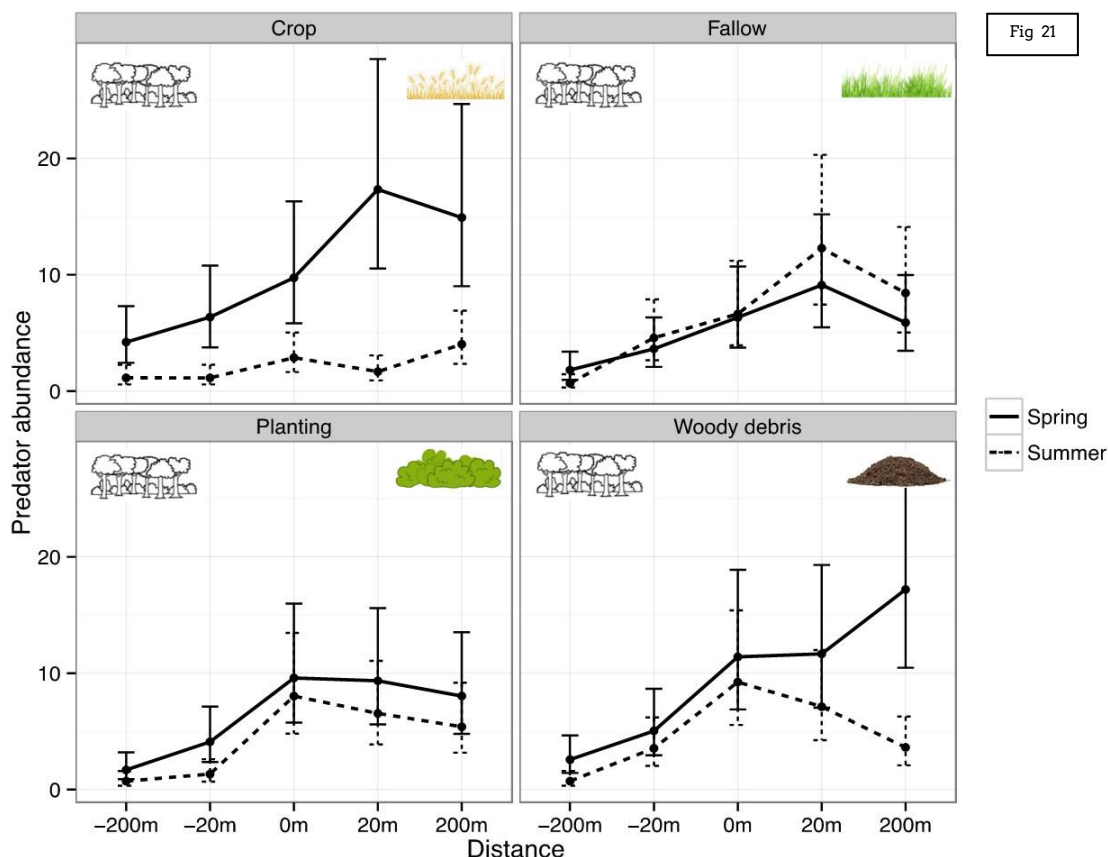 Crop
Fallow
Fig 21
20
10
0
Planting
Woody debris
Spring
Summer
Predator abundance
20
10
0
−200m −20m 0m 20m 200m
−200m −20m 0m 20m 200m
Distance